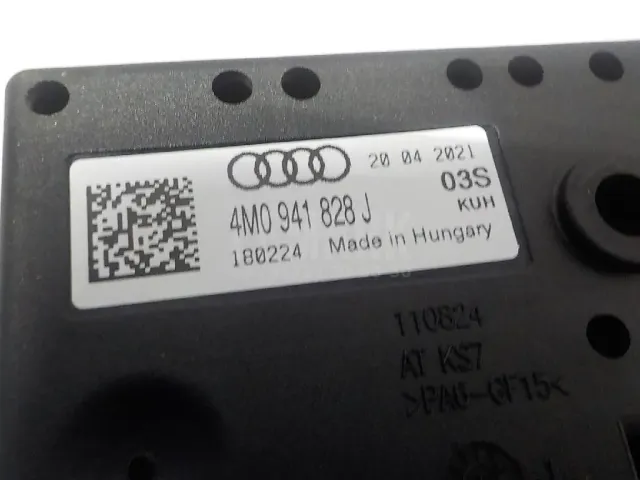 20 04 2021
03S
4M0 941 828 J
KUH
180224 Made in Hungary
110824
AT KS7
>PA6-GF15<